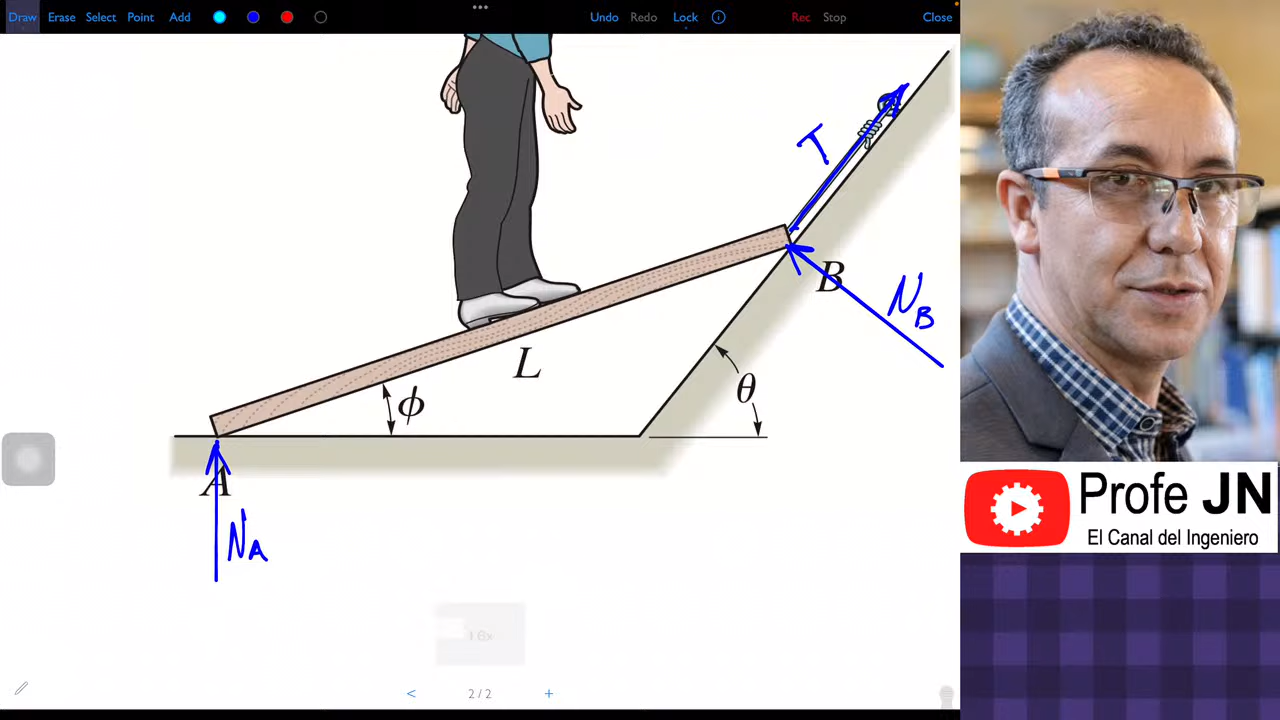 Draw Erase Select Point Add Undo Redo Lock Rec Stop Close
T
B
N_B
L
ϕ
θ
A
N_A
Profe JN
El Canal del Ingeniero
< 2/2 +